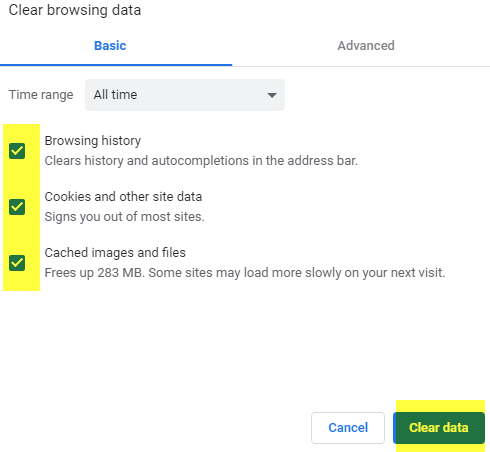 Clear browsing data
Basic
Advanced
Time range
All time
Browsing history
Clears history and autocompletions in the address bar.
Cookies and other site data
Signs you out of most sites.
Cached images and files
Frees up 283 MB. Some sites may load more slowly on your next visit.
Cancel
Clear data